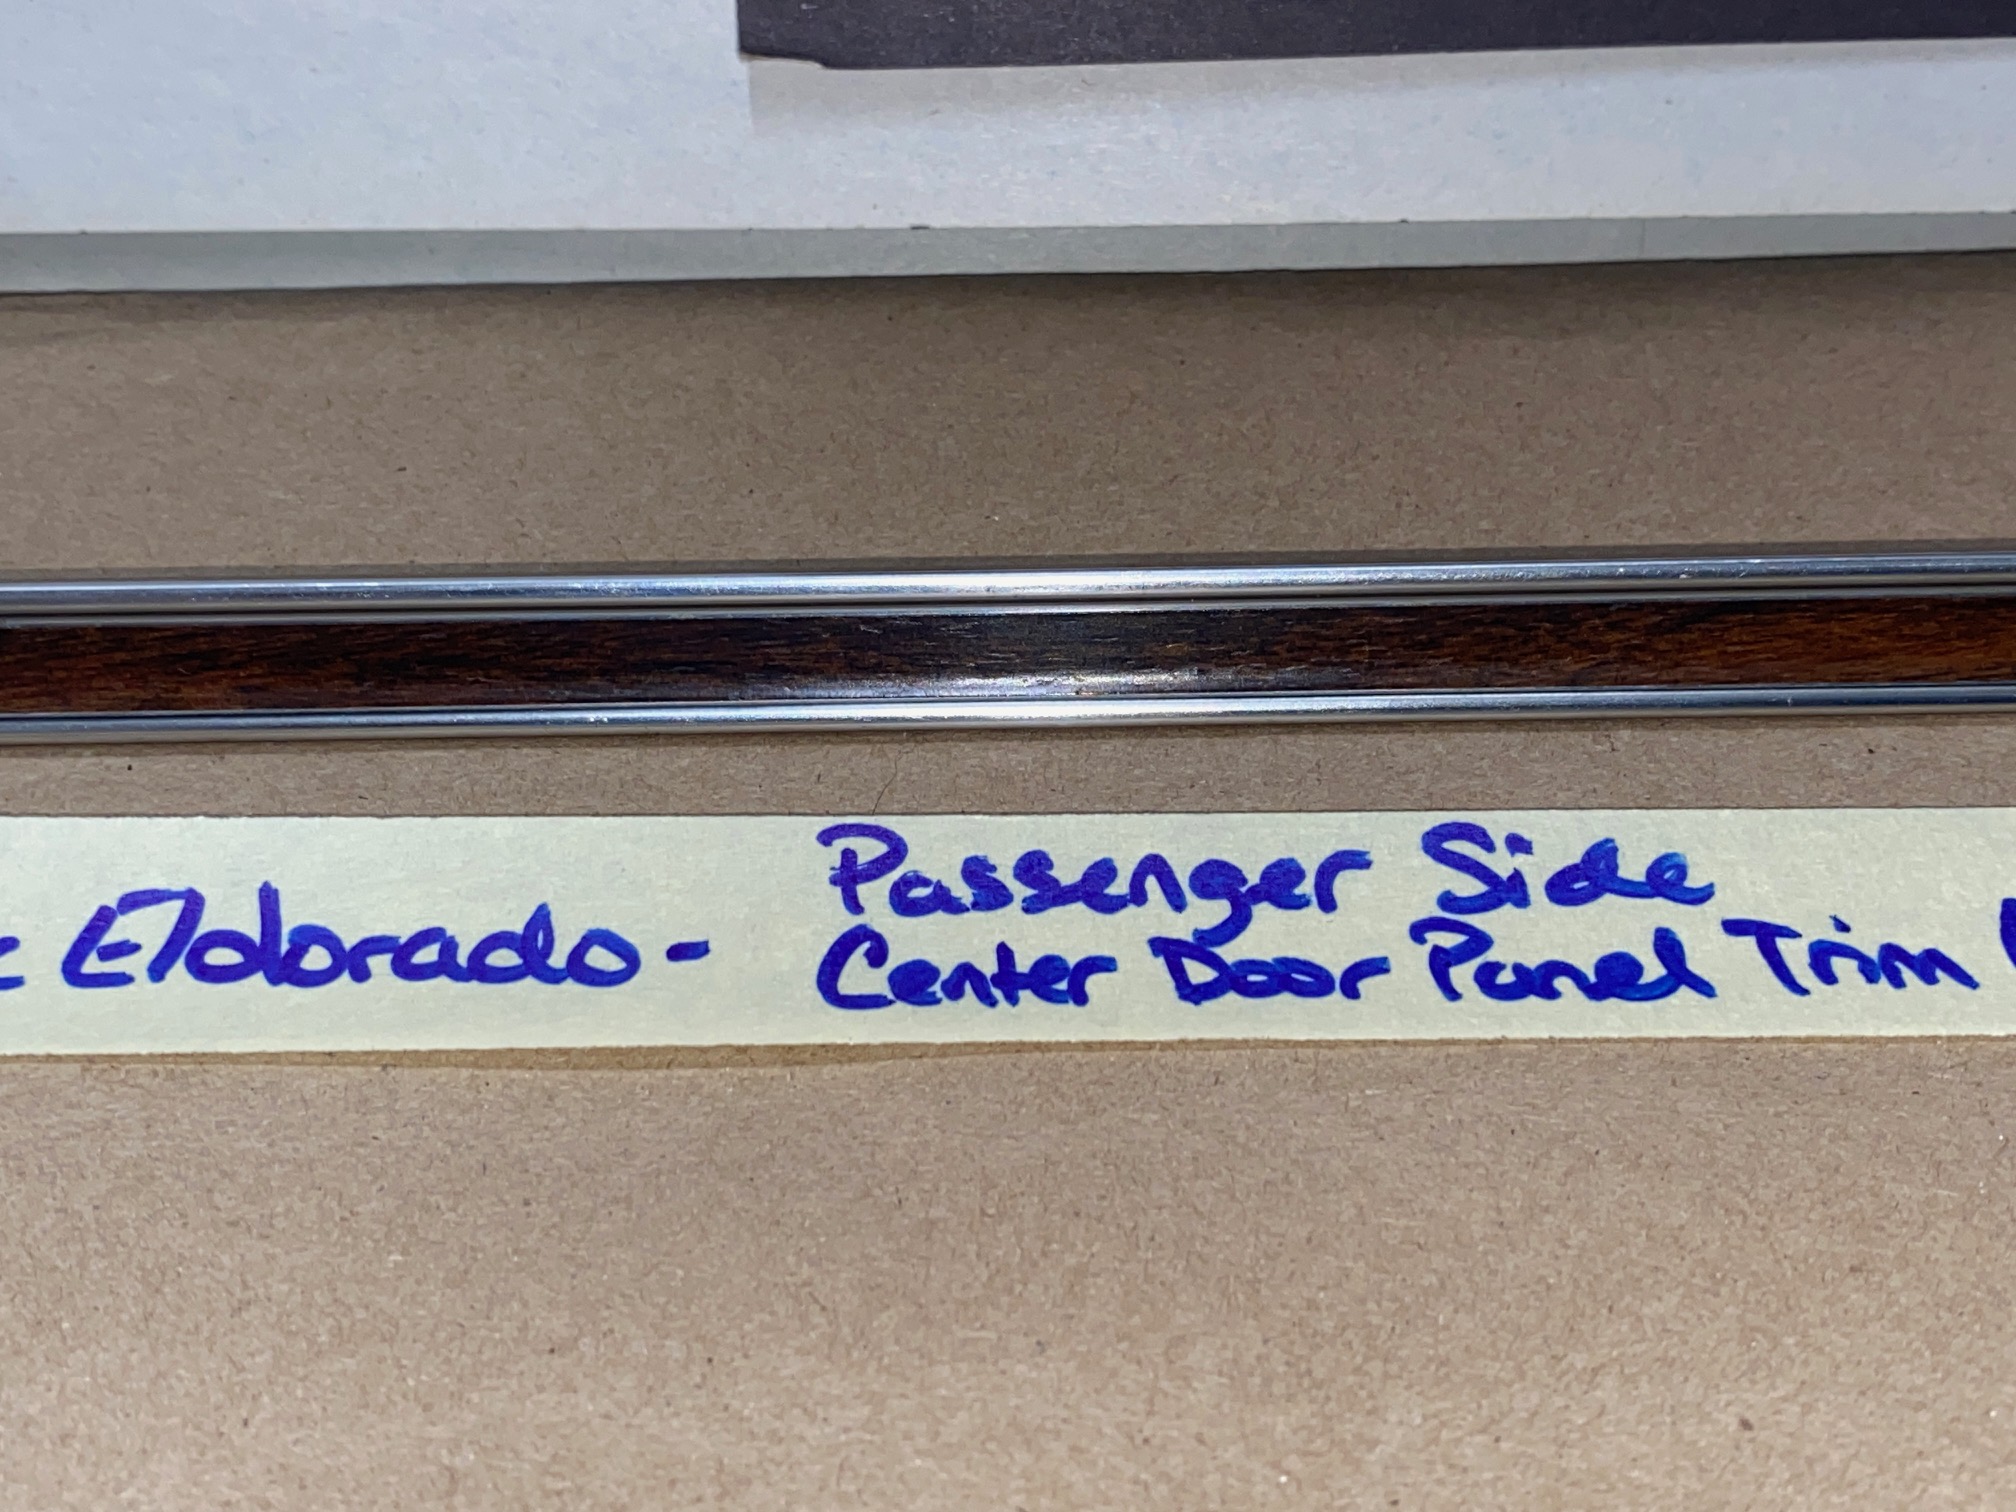 Eldorado - Passenger Side
Center Door Panel Trim